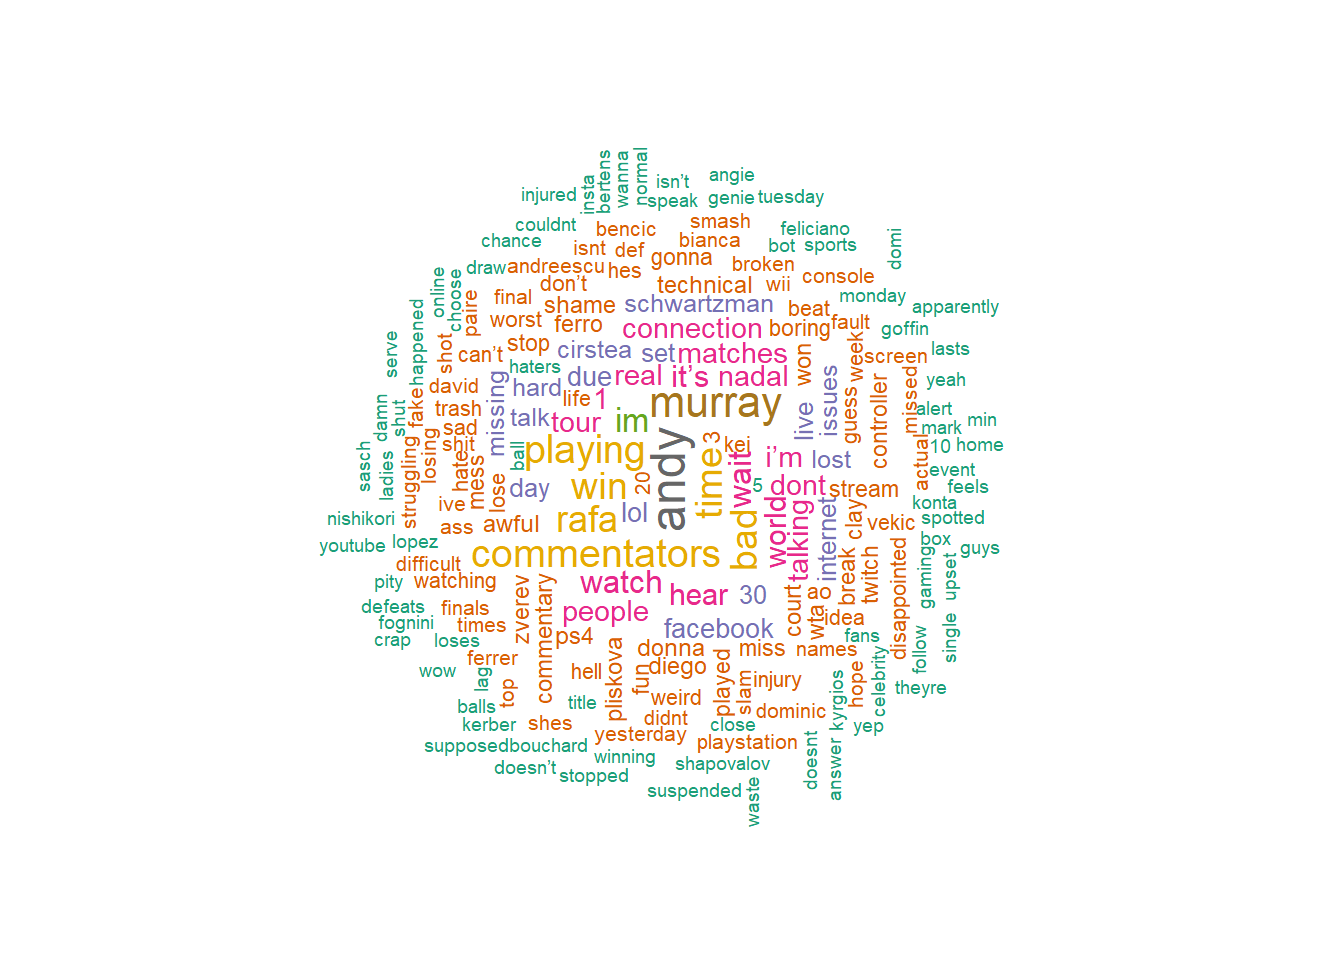 normal
wanna
bertens
insta
isn’t
angie
injured
speak
genie
tuesday
couldnt
bencic
smash
feliciano
domi
chance
isnt
def
bianca
bot
sports
gonna
draw
andreescu
hes
broken
console
online
choose
don’t
technical
wii
monday
apparently
final
shame
schwartzman
beat
paire
worst
ferro
connection
boring
fault
goffin
happened
serve
shot
can’t
stop
cirstea
set
matches
won
week
screen
lasts
haters
due
real
it’s
nadal
yeah
david
hard
life
1
murray
live
issues
guess
controller
missed
alert
damn
shut
fake
trash
missing
talk
tour
im
mark
min
sad
shit
andy
3
kei
10
home
losing
struggling
hate
ball
playing
time
wait
i’m
lost
actual
event
sasch
ladies
mess
lose
day
win
20
5
dont
stream
feels
ive
rafa
lol
bad
world
talking
internet
clay
konta
nishikori
ass
awful
vekic
spotted
youtube
lopez
commentators
break
twitch
disappointed
box
guys
difficult
pity
watching
watch
hear
30
court
ao
gaming
upset
defeats
finals
zverev
commentary
people
wta
idea
fognini
times
ps4
facebook
fans
follow
single
crap
loses
donna
miss
names
wow
ferrer
hell
pliskova
fun
diego
played
slam
injury
hope
celebrity
theyre
lag
top
title
weird
balls
dominic
kyrgios
kerber
shes
didnt
close
yep
yesterday
playstation
supposed
bouchard
winning
shapovalov
doesnt
answer
doesn’t
stopped
suspended
waste